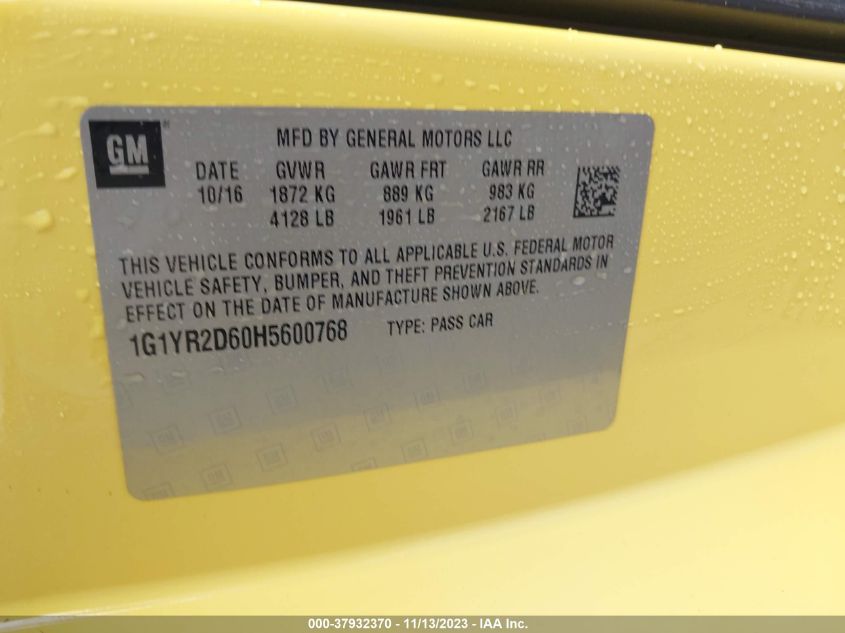 GM
MFD BY GENERAL MOTORS LLC
DATE GVWR GAWR FRT GAWR RR
10/16 1872 KG 889 KG 983 KG
4128 LB 1961 LB 2167 LB
THIS VEHICLE CONFORMS TO ALL APPLICABLE U.S. FEDERAL MOTOR
VEHICLE SAFETY, BUMPER, AND THEFT PREVENTION STANDARDS IN
EFFECT ON THE DATE OF MANUFACTURE SHOWN ABOVE.
1G1YR2D60H5600768 TYPE: PASS CAR
000-37932370 - 11/13/2023 - IAA Inc.